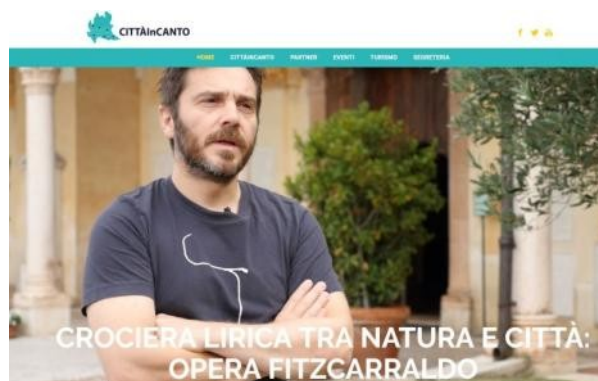 CITTÀInCANTO
HOME CITTÀINCANTO PARTNER EVENTI TURISMO SEGRETERIA
CROCIERA LIRICA TRA NATURA E CITTÀ:
OPERA FITZCARRALDO